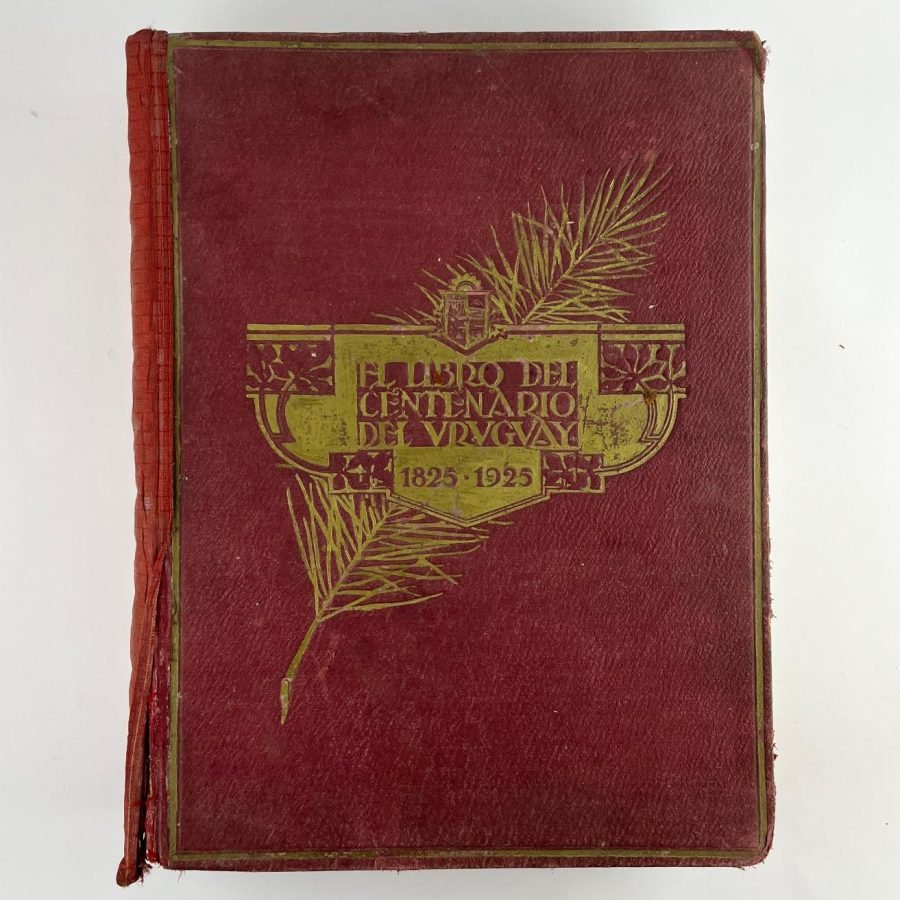 EL LIBRO DEL
CENTENARIO
DEL VRVGVAY
1825 · 1925